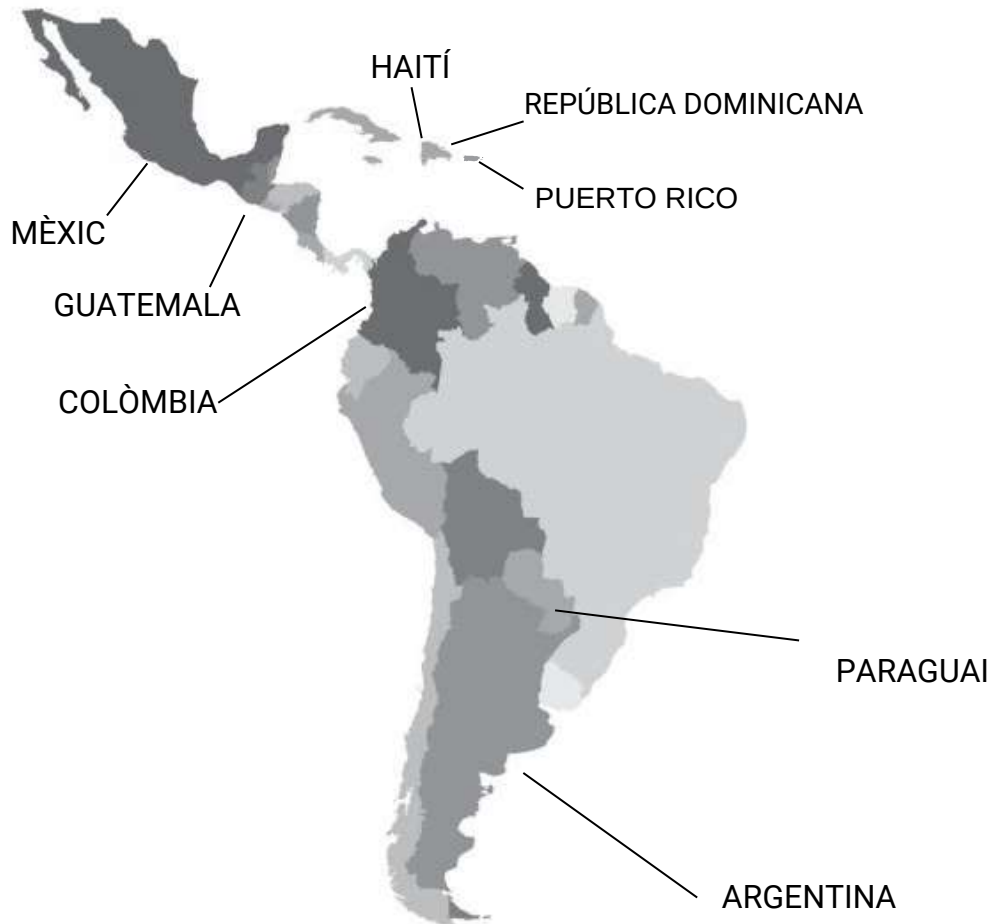 HAITÍ
REPÚBLICA DOMINICANA
PUERTO RICO
MÈXIC
GUATEMALA
COLÒMBIA
PARAGUAI
ARGENTINA